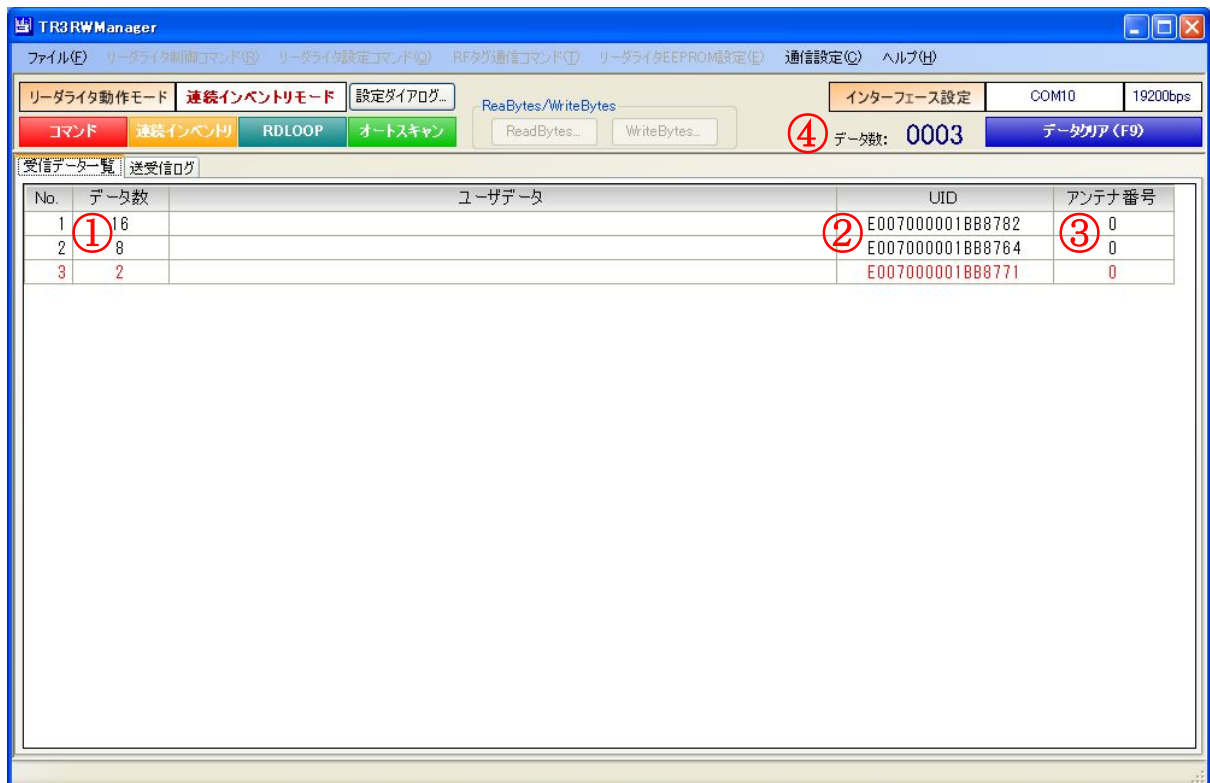 TR3RWManager
ファイル(F) リーダライタ制御コマンド(R) リーダライタ設定コマンド(Q) RFタグ通信コマンド(T) リーダライタEEPROM設定(E) 通信設定(C) ヘルプ(H)
リーダライタ動作モード 連続インベントリモード 設定ダイアログ... ReaBytes/WriteBytes インターフェース設定 COM10 19200bps
コマンド 連続インベントリ RDLOOP オートスキャン ReadBytes... WriteBytes... ④ データ数: 0003 データクリア(F9)
受信データ一覧 送受信ログ
No. データ数 ユーザデータ UID アンテナ番号
1 16 E007000001BB8782 0
① ② ③
2 8 E007000001BB8764 0
3 2 E007000001BB8771 0